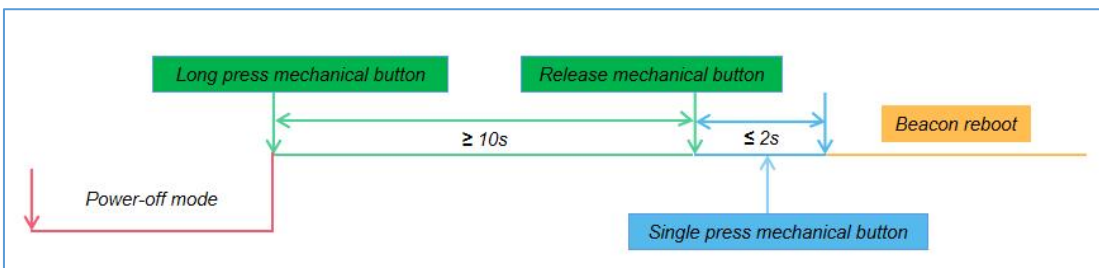 Long press mechanical button
Release mechanical button
Beacon reboot
≥ 10s
≤ 2s
Power-off mode
Single press mechanical button